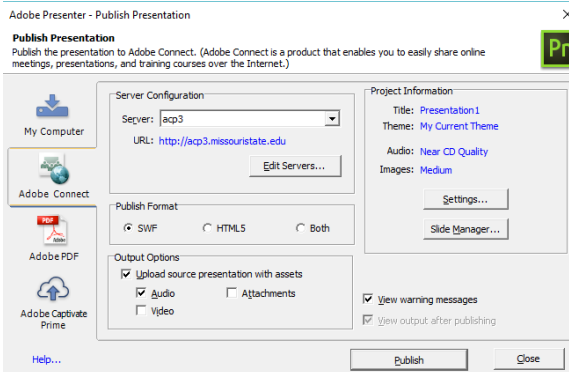 Adobe Presenter - Publish Presentation
Publish Presentation
Publish the presentation to Adobe Connect. (Adobe Connect is a product that enables you to easily share online
meetings, presentations, and training courses over the Internet.)
Pr
My Computer
Adobe Connect
PDF
Adobe
Adobe PDF
Adobe Captivate
Prime
Help...
Server Configuration
Server: acp3
URL: http://acp3.missouristate.edu
Edit Servers...
Publish Format
SWF HTML5 Both
Output Options
Upload source presentation with assets
Audio Attachments
Video
Project Information
Title: Presentation1
Theme: My Current Theme
Audio: Near CD Quality
Images: Medium
Settings...
Slide Manager...
View warning messages
View output after publishing
Publish Close